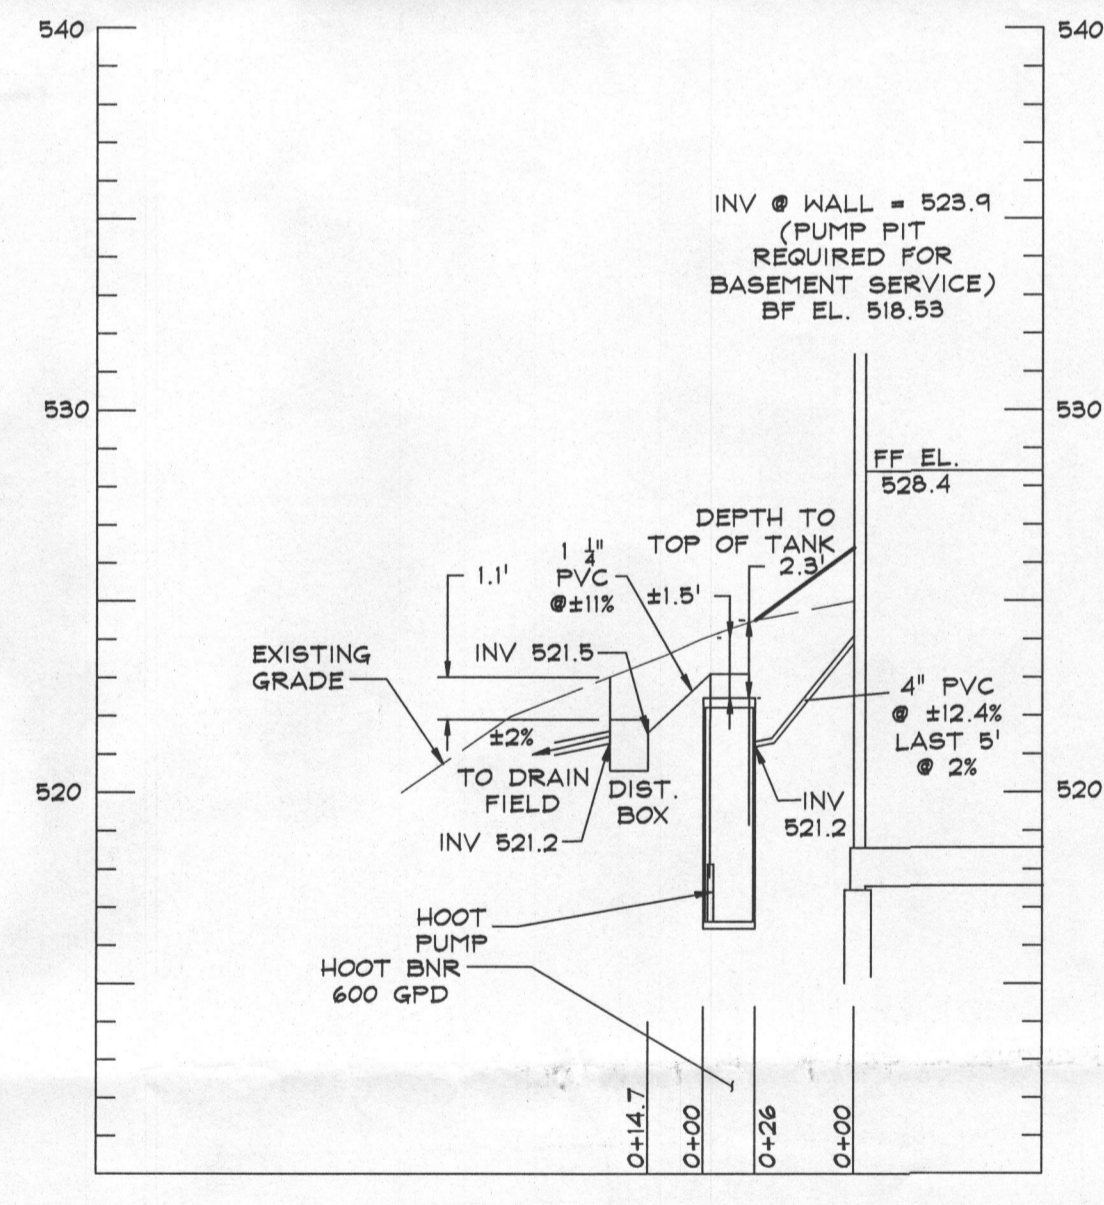 540
540
INV @ WALL = 523.9
(PUMP PIT
REQUIRED FOR
BASEMENT SERVICE)
BF EL. 518.53
530
530
FF EL.
528.4
DEPTH TO
TOP OF TANK
2.3'
1 1/4"
PVC
@±11%
1.1'
±1.5'
EXISTING
GRADE
INV 521.5
4" PVC
@ ±12.4%
LAST 5'
@ 2%
±2%
TO DRAIN
FIELD
DIST.
BOX
520
520
INV
521.2
INV 521.2
HOOT
PUMP
HOOT BNR
600 GPD
0+14.7
0+00
0+26
0+00